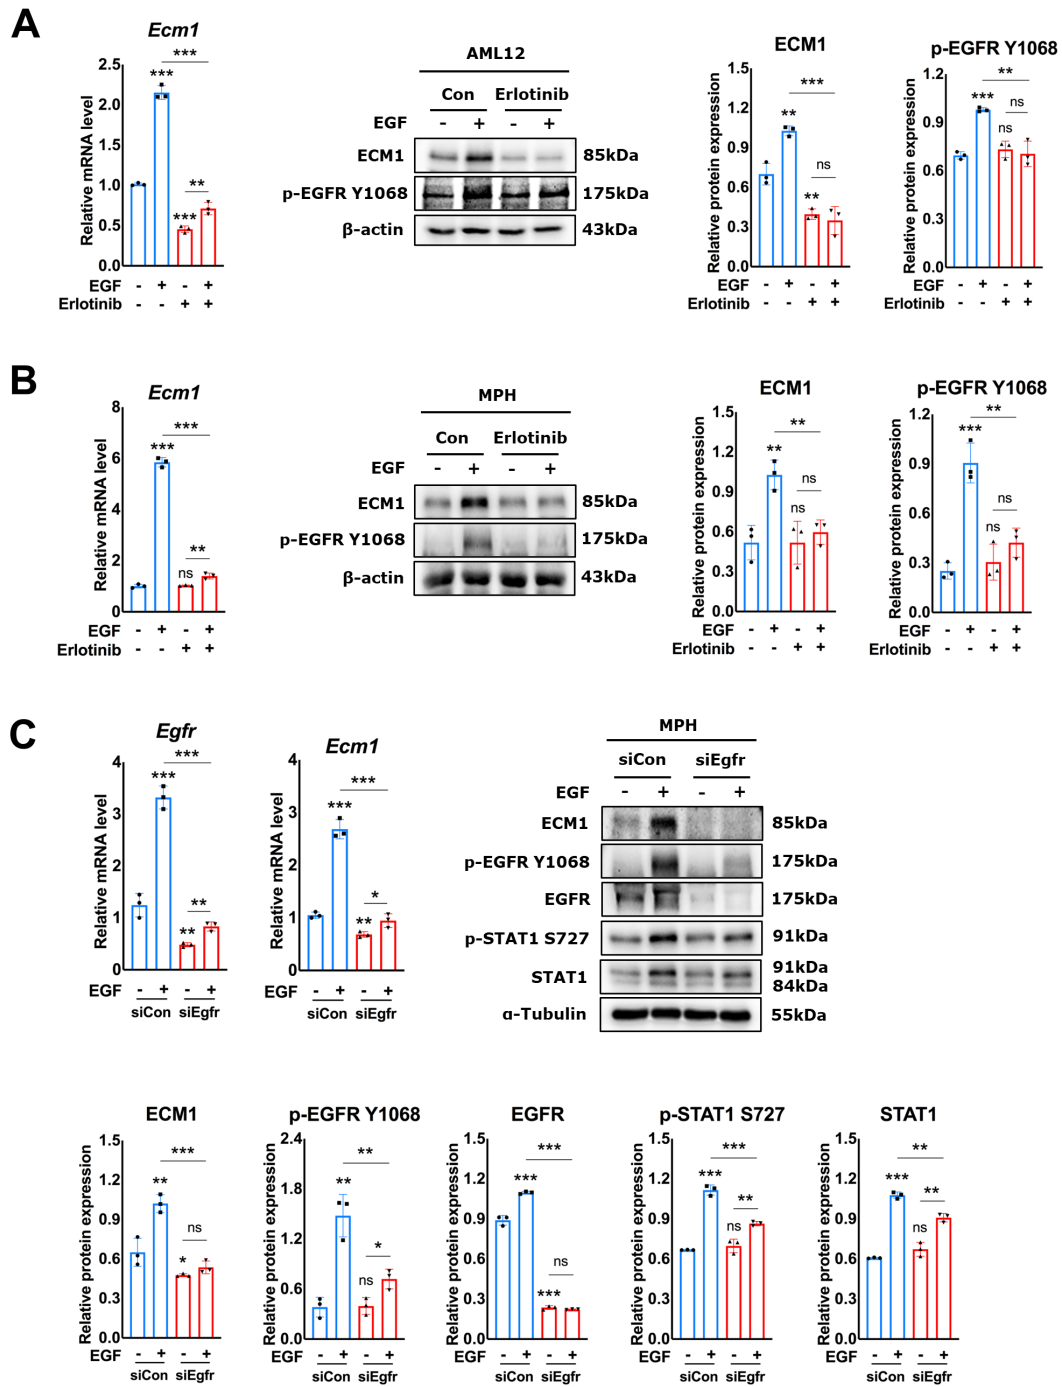 A
Ecm1
Relative mRNA level
2.5
2.0
1.5
1.0
0.5
0.0
***
***
***
**
EGF - + - +
Erlotinib - - + +
AML12
Con Erlotinib
EGF - + - +
ECM1 85kDa
p-EGFR Y1068 175kDa
β-actin 43kDa
ECM1
Relative protein expression
1.5
1.2
0.9
0.6
0.3
0.0
**
***
**
ns
EGF - + - +
Erlotinib - - + +
p-EGFR Y1068
Relative protein expression
1.2
0.9
0.6
0.3
0.0
***
**
ns
ns
EGF - + - +
Erlotinib - - + +
B
Ecm1
Relative mRNA level
8
6
4
2
0
***
***
ns
**
EGF - + - +
Erlotinib - - + +
MPH
Con Erlotinib
EGF - + - +
ECM1 85kDa
p-EGFR Y1068 175kDa
β-actin 43kDa
ECM1
Relative protein expression
1.5
1.2
0.9
0.6
0.3
0.0
**
**
ns
ns
EGF - + - +
Erlotinib - - + +
p-EGFR Y1068
Relative protein expression
1.2
0.9
0.6
0.3
0.0
***
**
ns
ns
EGF - + - +
Erlotinib - - + +
C
Egfr
Relative mRNA level
4
3
2
1
0
***
***
**
**
EGF - + - +
siCon siEgfr
Ecm1
Relative mRNA level
4
3
2
1
0
***
***
**
*
EGF - + - +
siCon siEgfr
MPH
siCon siEgfr
EGF - + - +
ECM1 85kDa
p-EGFR Y1068 175kDa
EGFR 175kDa
p-STAT1 S727 91kDa
STAT1 91kDa
84kDa
α-Tubulin 55kDa
ECM1
Relative protein expression
1.5
1.2
0.9
0.6
0.3
0.0
**
***
*
ns
EGF - + - +
siCon siEgfr
p-EGFR Y1068
Relative protein expression
2.4
1.8
1.2
0.6
0.0
**
**
ns
*
EGF - + - +
siCon siEgfr
EGFR
Relative protein expression
1.5
1.2
0.9
0.6
0.3
0.0
***
***
***
ns
EGF - + - +
siCon siEgfr
p-STAT1 S727
Relative protein expression
1.5
1.2
0.9
0.6
0.3
0.0
***
***
ns
**
EGF - + - +
siCon siEgfr
STAT1
Relative protein expression
1.5
1.2
0.9
0.6
0.3
0.0
***
**
ns
**
EGF - + - +
siCon siEgfr